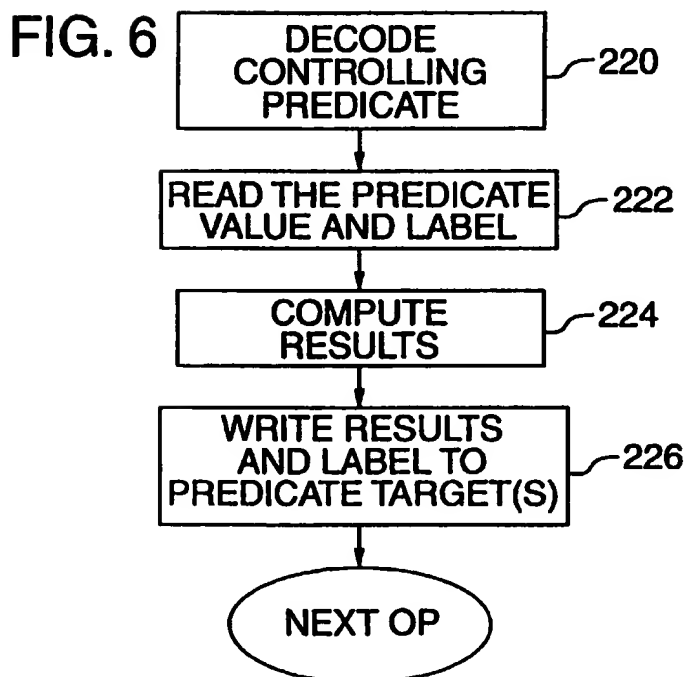 FIG. 6
DECODE
CONTROLLING
PREDICATE
220
READ THE PREDICATE
VALUE AND LABEL
222
COMPUTE
RESULTS
224
WRITE RESULTS
AND LABEL TO
PREDICATE TARGET(S)
226
NEXT OP